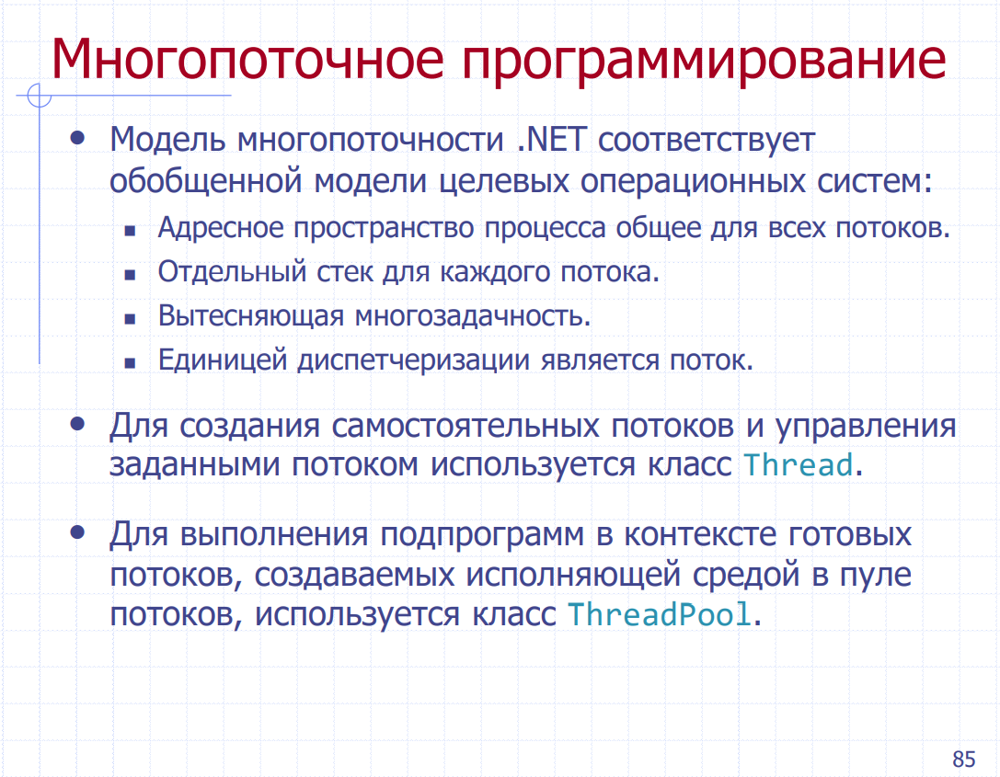 Многопоточное программирование
• Модель многопоточности .NET соответствует
обобщенной модели целевых операционных систем:
▪ Адресное пространство процесса общее для всех потоков.
▪ Отдельный стек для каждого потока.
▪ Вытесняющая многозадачность.
▪ Единицей диспетчеризации является поток.
• Для создания самостоятельных потоков и управления
заданными потоком используется класс Thread.
• Для выполнения подпрограмм в контексте готовых
потоков, создаваемых исполняющей средой в пуле
потоков, используется класс ThreadPool.
85